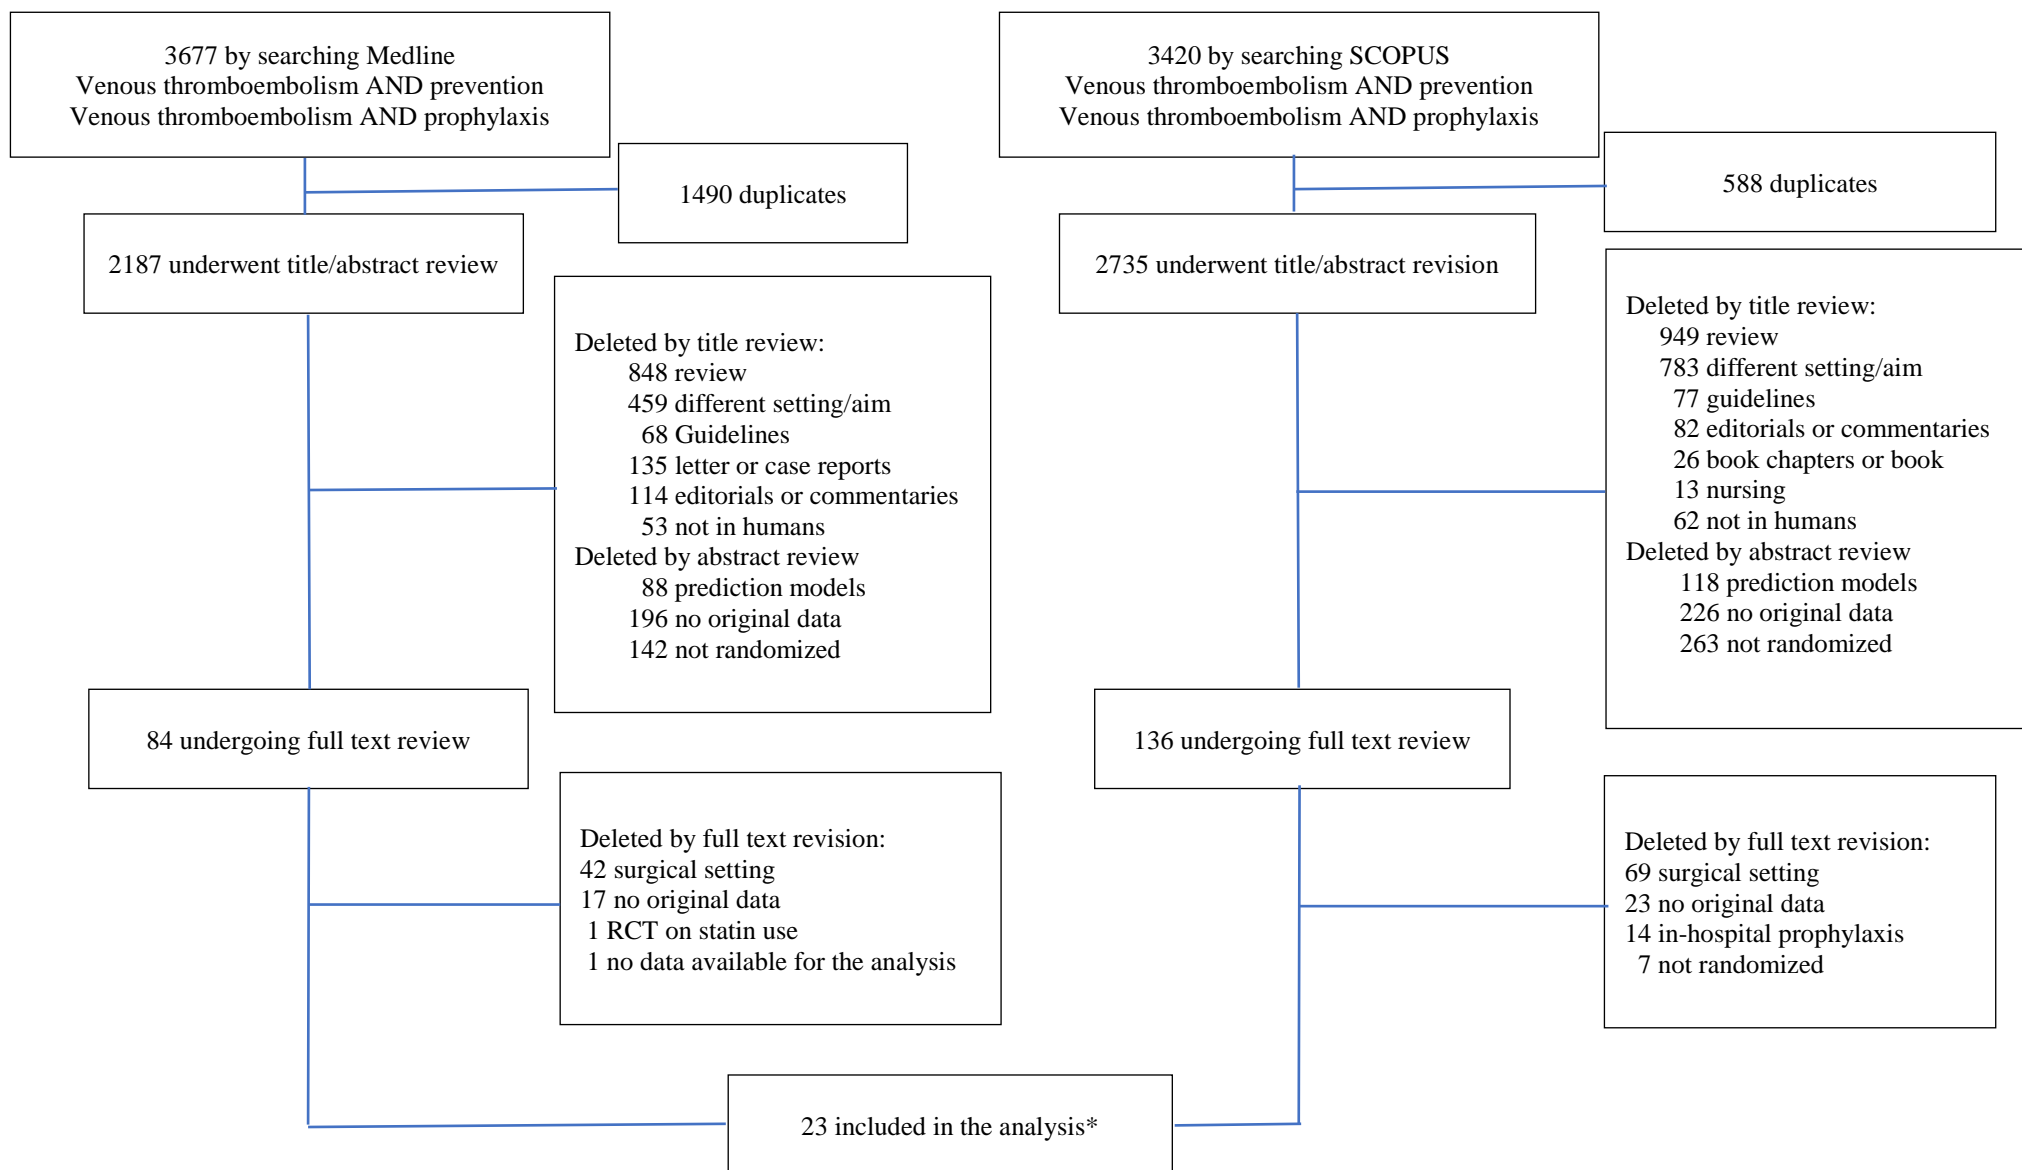 3677 by searching Medline
Venous thromboembolism AND prevention
Venous thromboembolism AND prophylaxis
1490 duplicates
2187 underwent title/abstract review
Deleted by title review:
848 review
459 different setting/aim
68 Guidelines
135 letter or case reports
114 editorials or commentaries
53 not in humans
Deleted by abstract review
88 prediction models
196 no original data
142 not randomized
84 undergoing full text review
Deleted by full text revision:
42 surgical setting
17 no original data
1 RCT on statin use
1 no data available for the analysis
3420 by searching SCOPUS
Venous thromboembolism AND prevention
Venous thromboembolism AND prophylaxis
588 duplicates
2735 underwent title/abstract revision
Deleted by title review:
949 review
783 different setting/aim
77 guidelines
82 editorials or commentaries
26 book chapters or book
13 nursing
62 not in humans
Deleted by abstract review
118 prediction models
226 no original data
263 not randomized
136 undergoing full text review
Deleted by full text revision:
69 surgical setting
23 no original data
14 in-hospital prophylaxis
7 not randomized
23 included in the analysis*